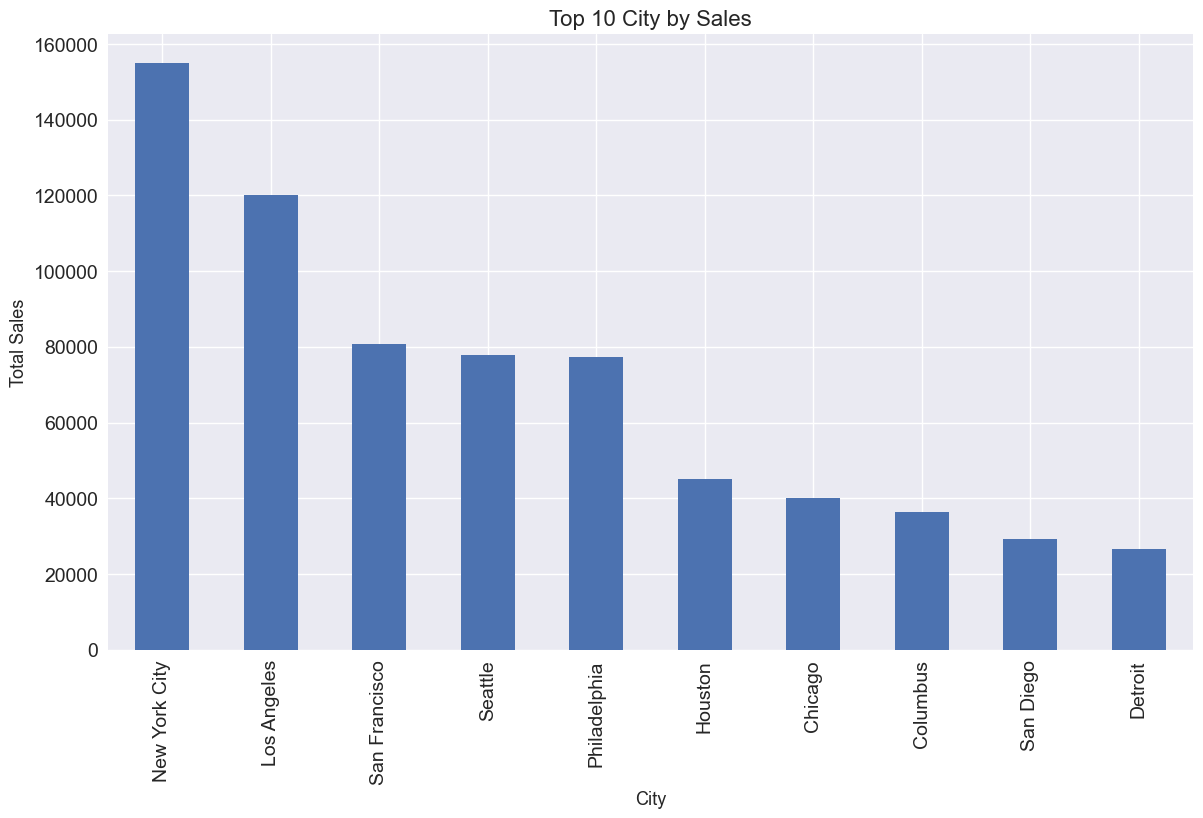 Top 10 City by Sales
160000
140000
120000
100000
80000
60000
40000
20000
0
Total Sales
New York City
Los Angeles
San Francisco
Seattle
Philadelphia
Houston
Chicago
Columbus
San Diego
Detroit
City